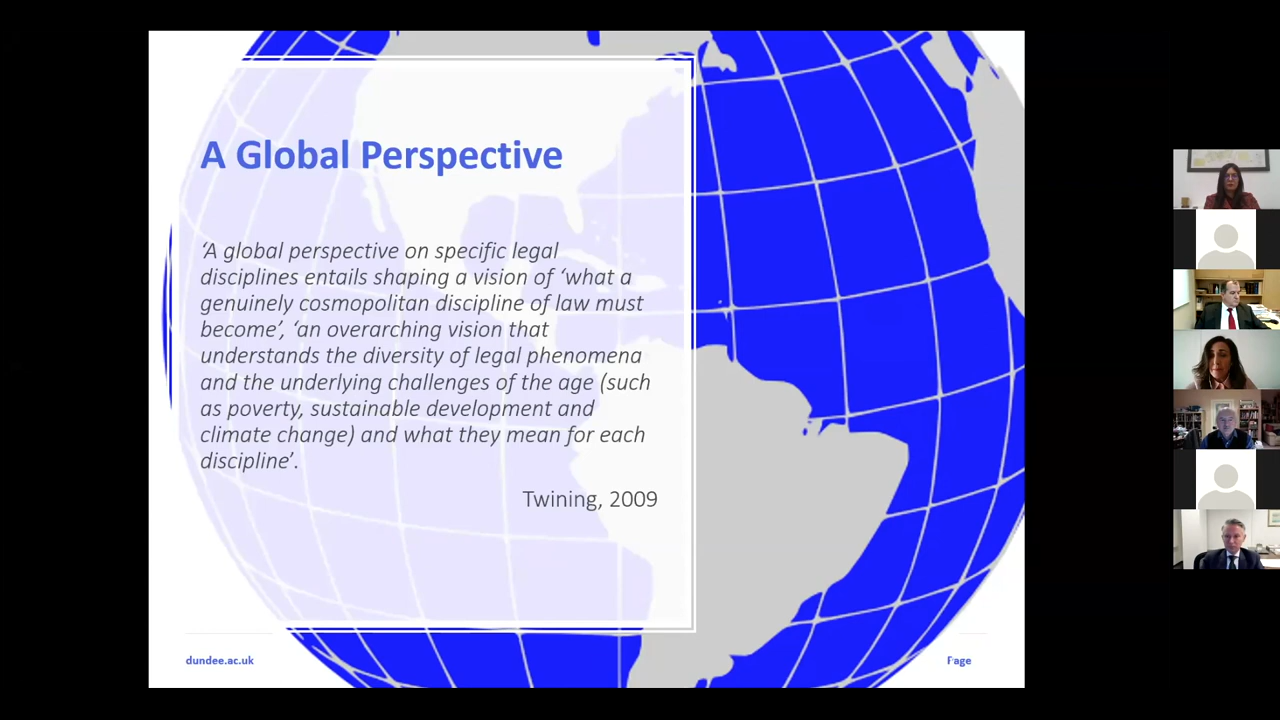 A Global Perspective
‘A global perspective on specific legal
disciplines entails shaping a vision of ‘what a
genuinely cosmopolitan discipline of law must
become’, ‘an overarching vision that
understands the diversity of legal phenomena
and the underlying challenges of the age (such
as poverty, sustainable development and
climate change) and what they mean for each
discipline’.
Twining, 2009
dundee.ac.uk
Page